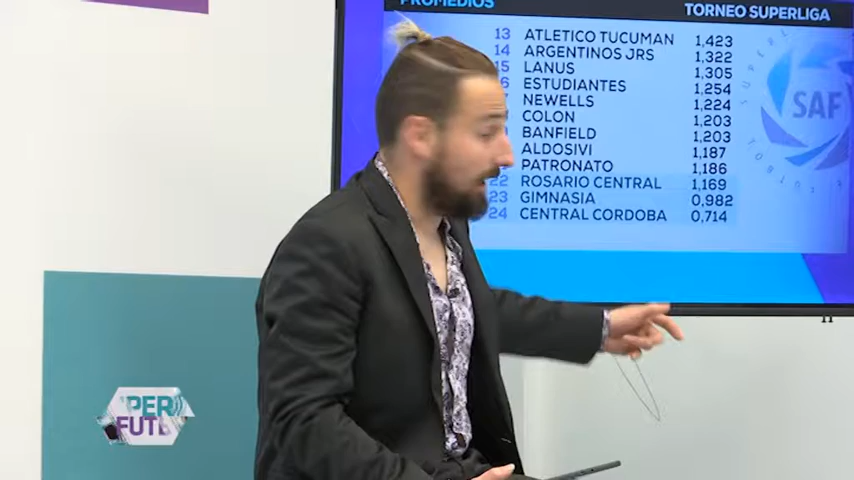 PROMEDIOS TORNEO SUPERLIGA
13 ATLETICO TUCUMAN 1,423
14 ARGENTINOS JRS 1,322
15 LANUS 1,305
ESTUDIANTES 1,254
NEWELLS 1,224
COLON 1,203
BANFIELD 1,203
ALDOSIVI 1,187
PATRONATO 1,186
22 ROSARIO CENTRAL 1,169
23 GIMNASIA 0,982
24 CENTRAL CORDOBA 0,714
SAF
PER
FUTB